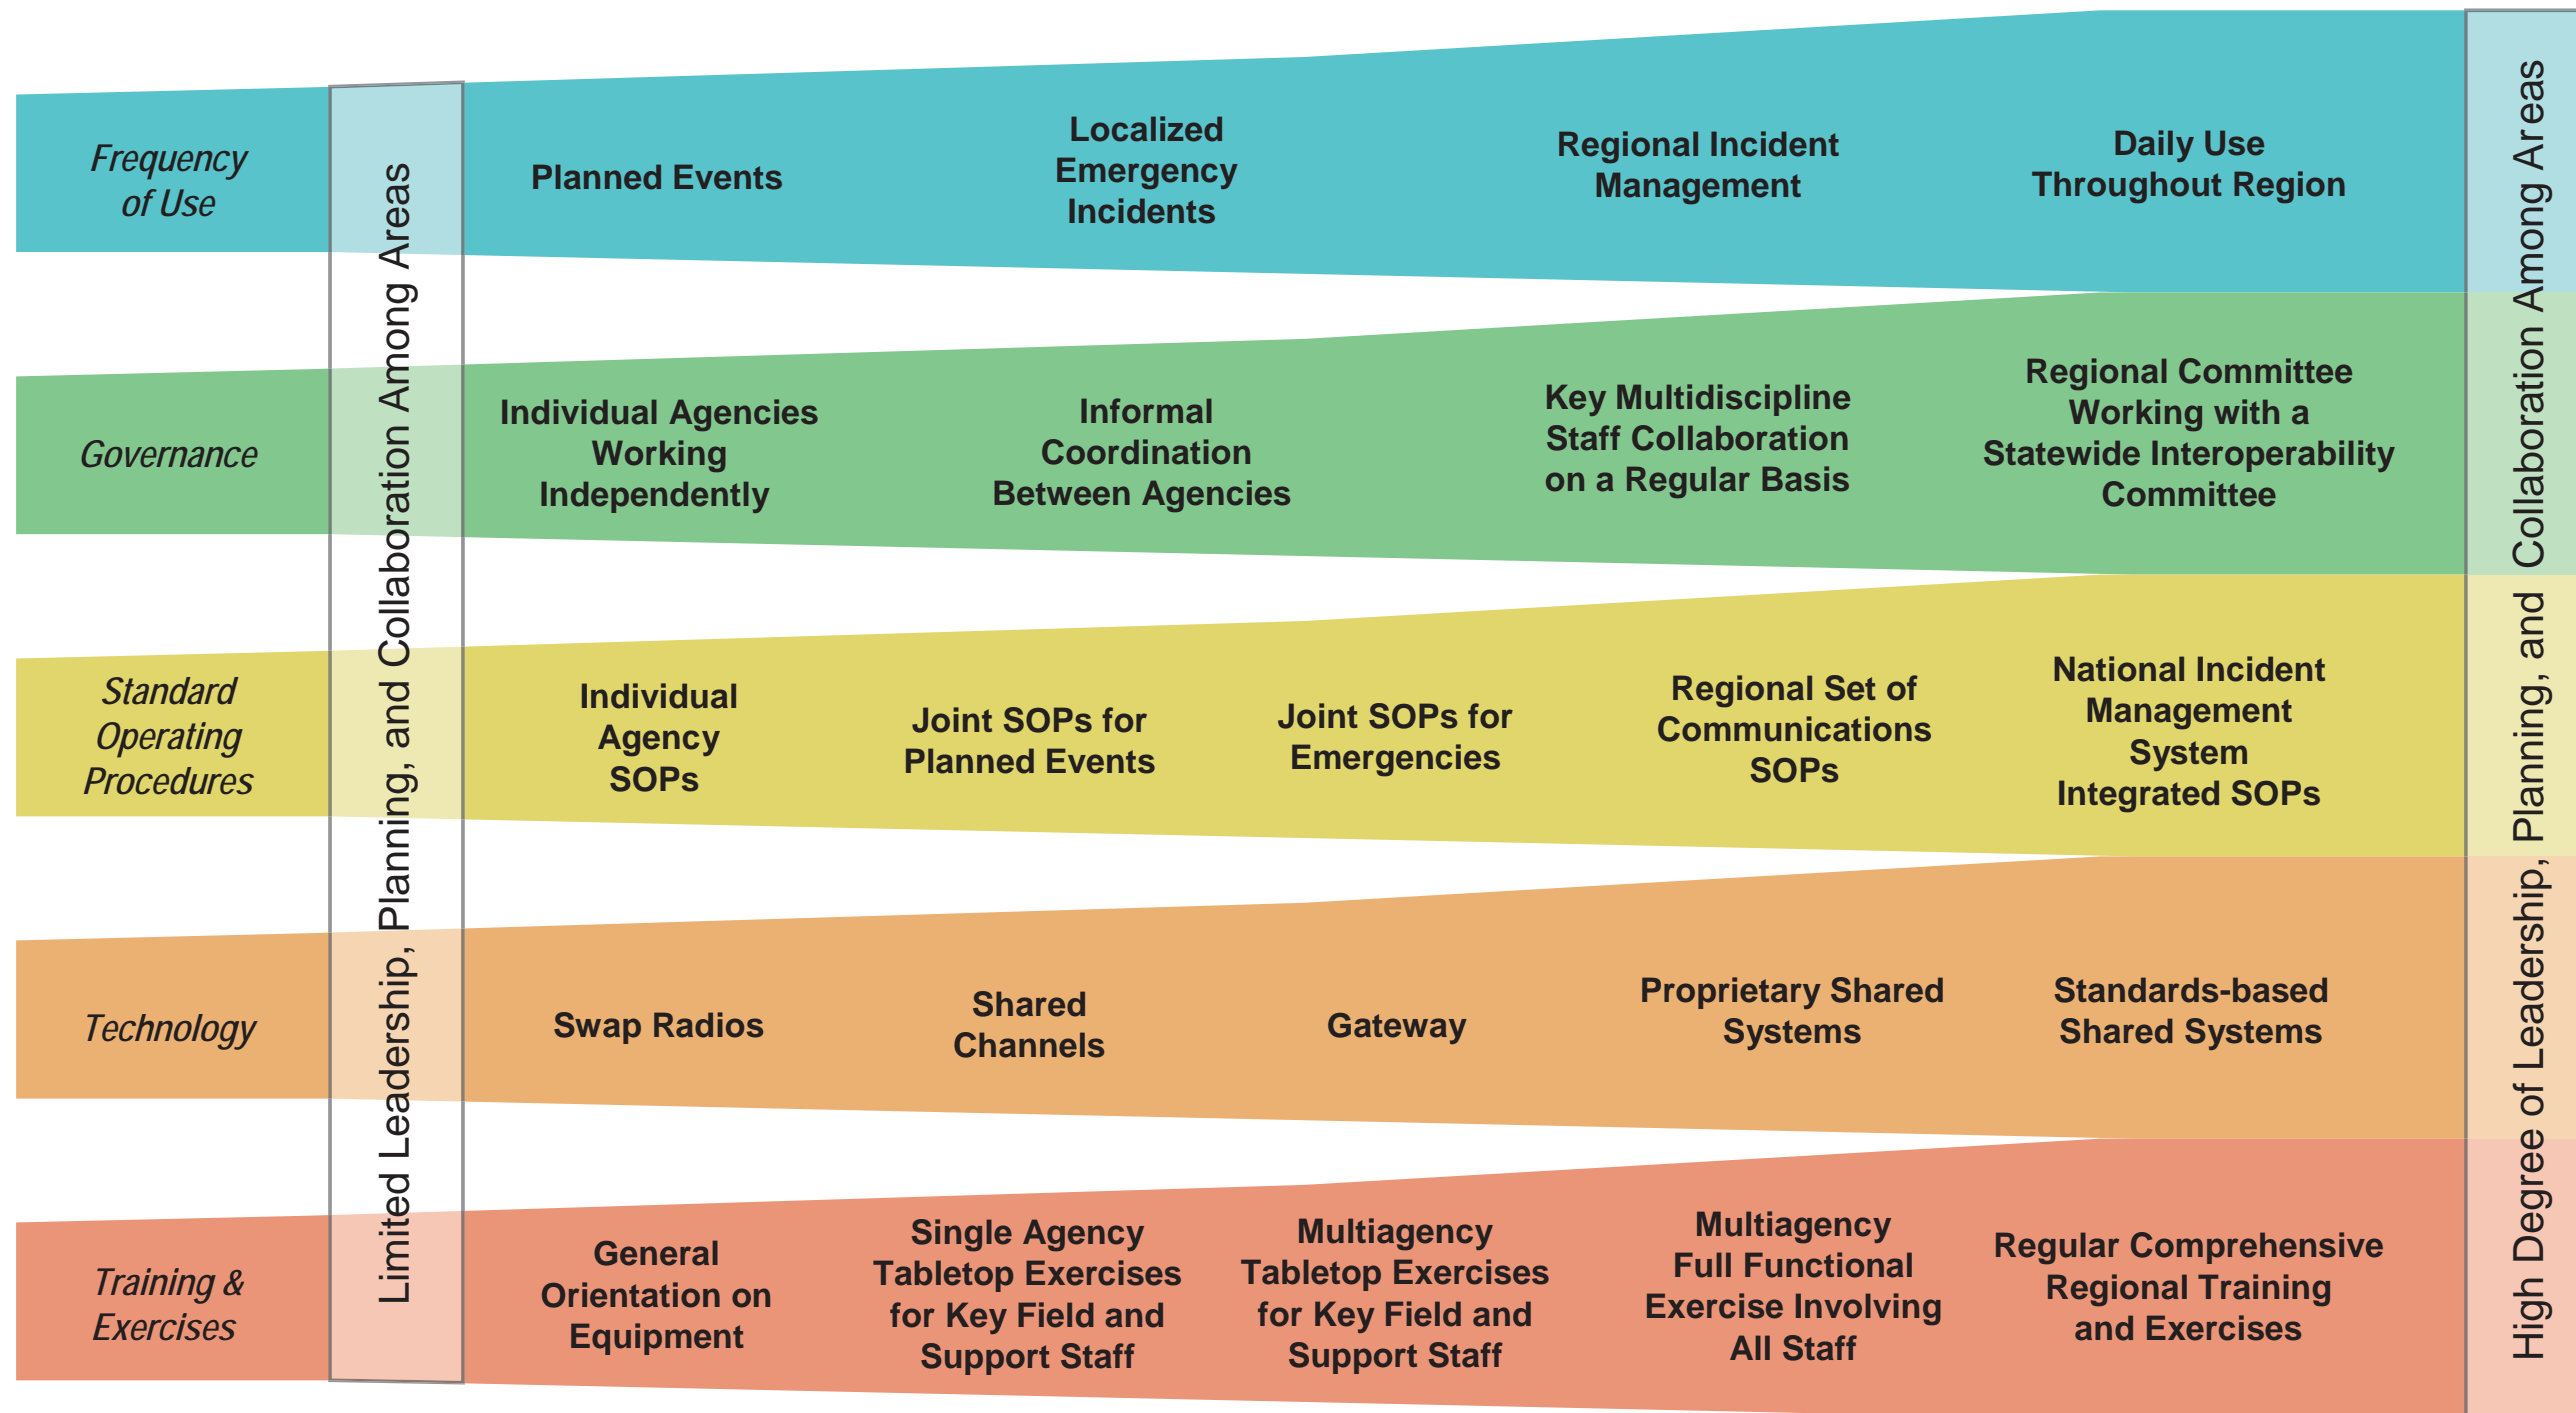 Frequency
of Use
Planned Events
Localized
Emergency
Incidents
Regional Incident
Management
Daily Use
Throughout Region
Governance
Individual Agencies
Working
Independently
Informal
Coordination
Between Agencies
Key Multidiscipline
Staff Collaboration
on a Regular Basis
Regional Committee
Working with a
Statewide Interoperability
Committee
Standard
Operating
Procedures
Individual
Agency
SOPs
Joint SOPs for
Planned Events
Joint SOPs for
Emergencies
Regional Set of
Communications
SOPs
National Incident
Management
System
Integrated SOPs
Technology
Swap Radios
Shared
Channels
Gateway
Proprietary Shared
Systems
Standards-based
Shared Systems
Training &
Exercises
General
Orientation on
Equipment
Single Agency
Tabletop Exercises
for Key Field and
Support Staff
Multiagency
Tabletop Exercises
for Key Field and
Support Staff
Multiagency
Full Functional
Exercise Involving
All Staff
Regular Comprehensive
Regional Training
and Exercises
Limited Leadership, Planning, and Collaboration Among Areas
High Degree of Leadership, Planning, and Collaboration Among Areas